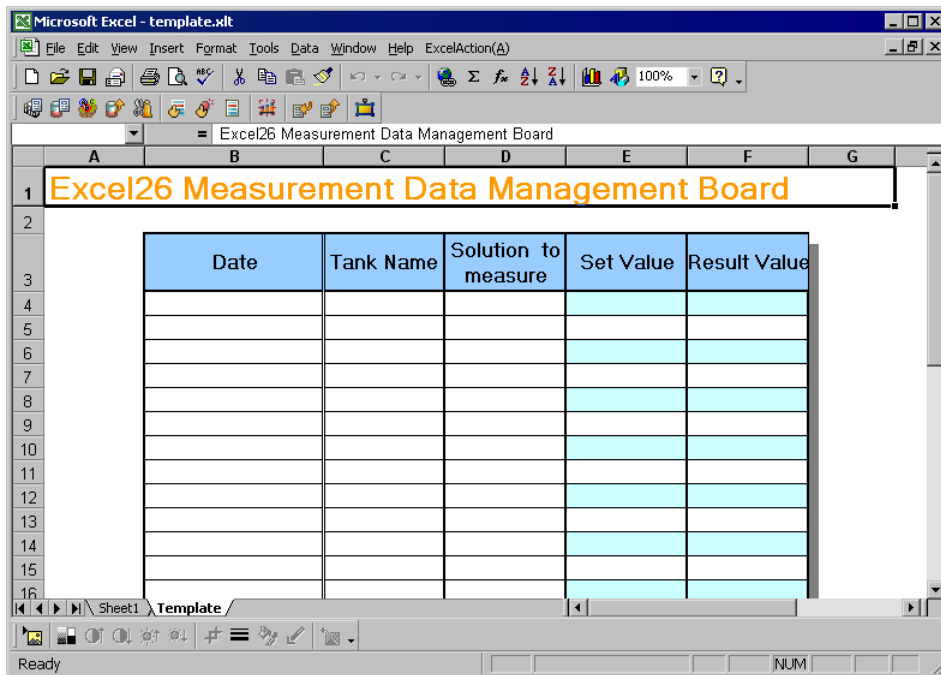 Microsoft Excel - template.xlt
File Edit View Insert Format Tools Data Window Help ExcelAction(A)
100%
= Excel26 Measurement Data Management Board
A B C D E F G
1 Excel26 Measurement Data Management Board
2
3 Date Tank Name Solution to measure Set Value Result Value
4
5
6
7
8
9
10
11
12
13
14
15
16
Sheet1 Template
Ready NUM